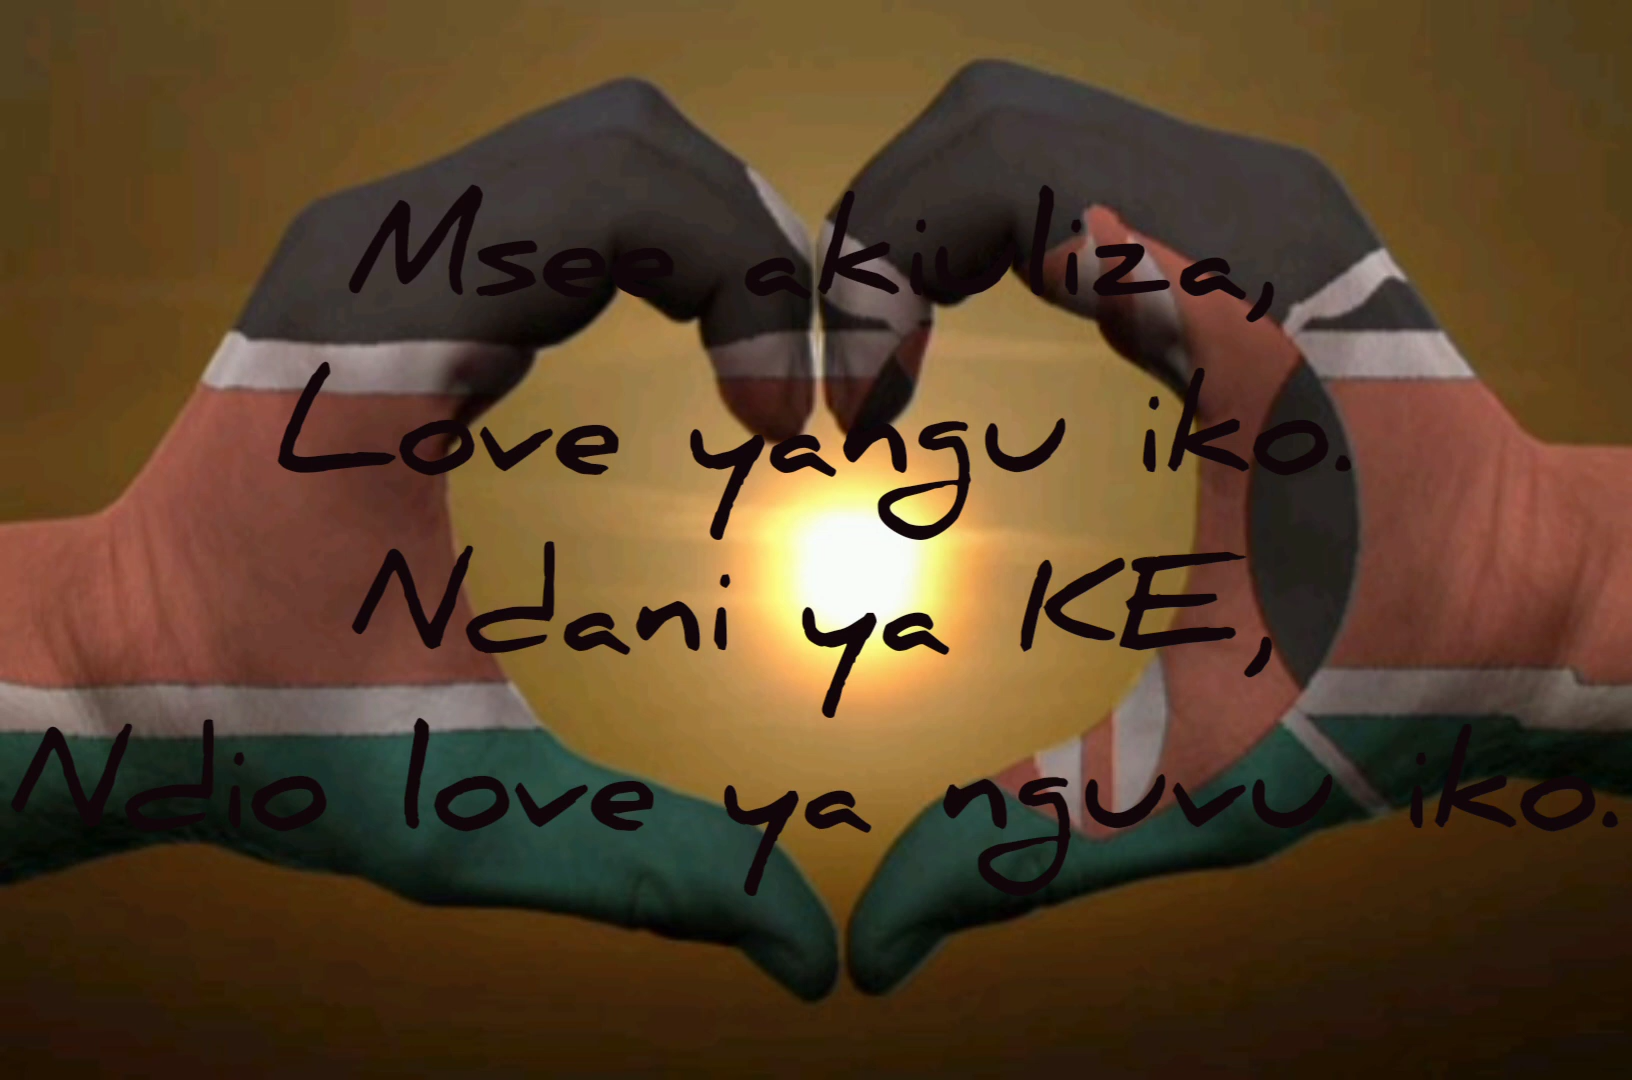 Msee akiuliza,
Love yangu iko.
Ndani ya KE,
Ndio love ya nguvu iko.